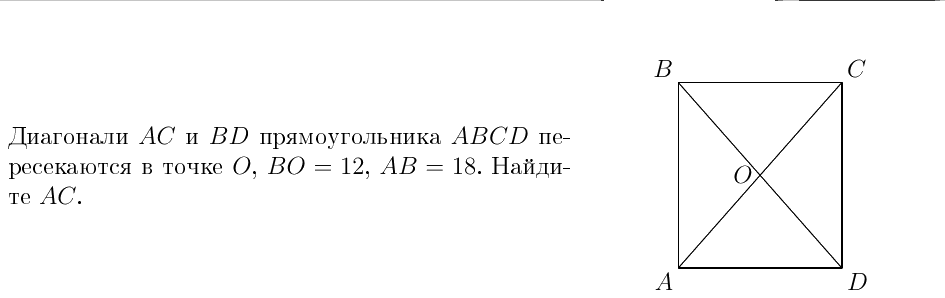 Диагонали AC и BD прямоугольника ABCD пе-
ресекаются в точке O, BO = 12, AB = 18. Найди-
те AC.
B
C
O
A
D